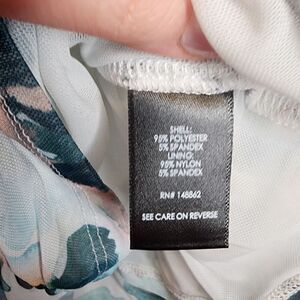 SHELL:
95% POLYESTER
5% SPANDEX
LINING:
95% NYLON
5% SPANDEX
RN# 148862
SEE CARE ON REVERSE